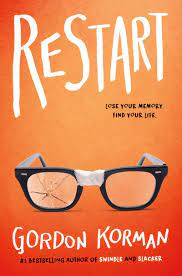 RESTART
LOSE YOUR MEMORY.
FIND YOUR LIFE.
GORDON KORMAN
#1 BESTSELLING AUTHOR OF SWINDLE AND SLACKER